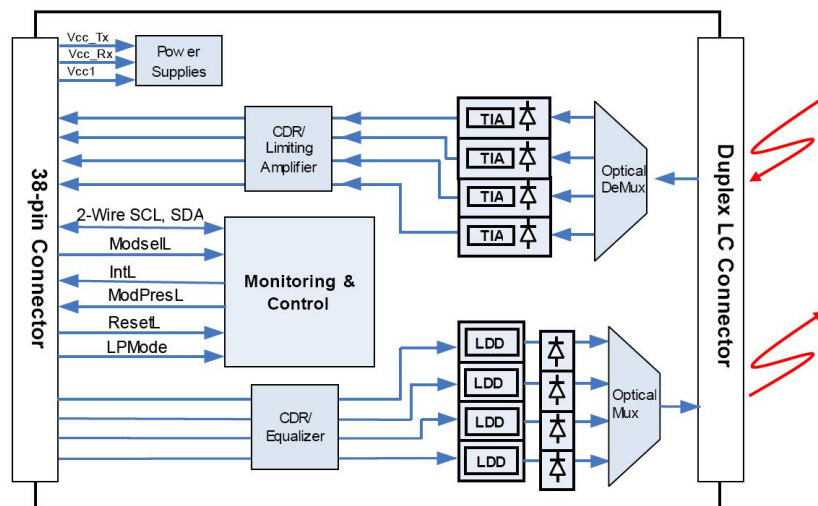 Vcc_Tx
Vcc_Rx
Vcc1
Power
Supplies
CDR/
Limiting
Amplifier
TIA
TIA
TIA
TIA
Optical
DeMux
38-pin Connector
Duplex LC Connector
2-Wire SCL, SDA
ModselL
IntL
ModPresL
ResetL
LPMode
Monitoring &
Control
CDR/
Equalizer
LDD
LDD
LDD
LDD
Optical
Mux